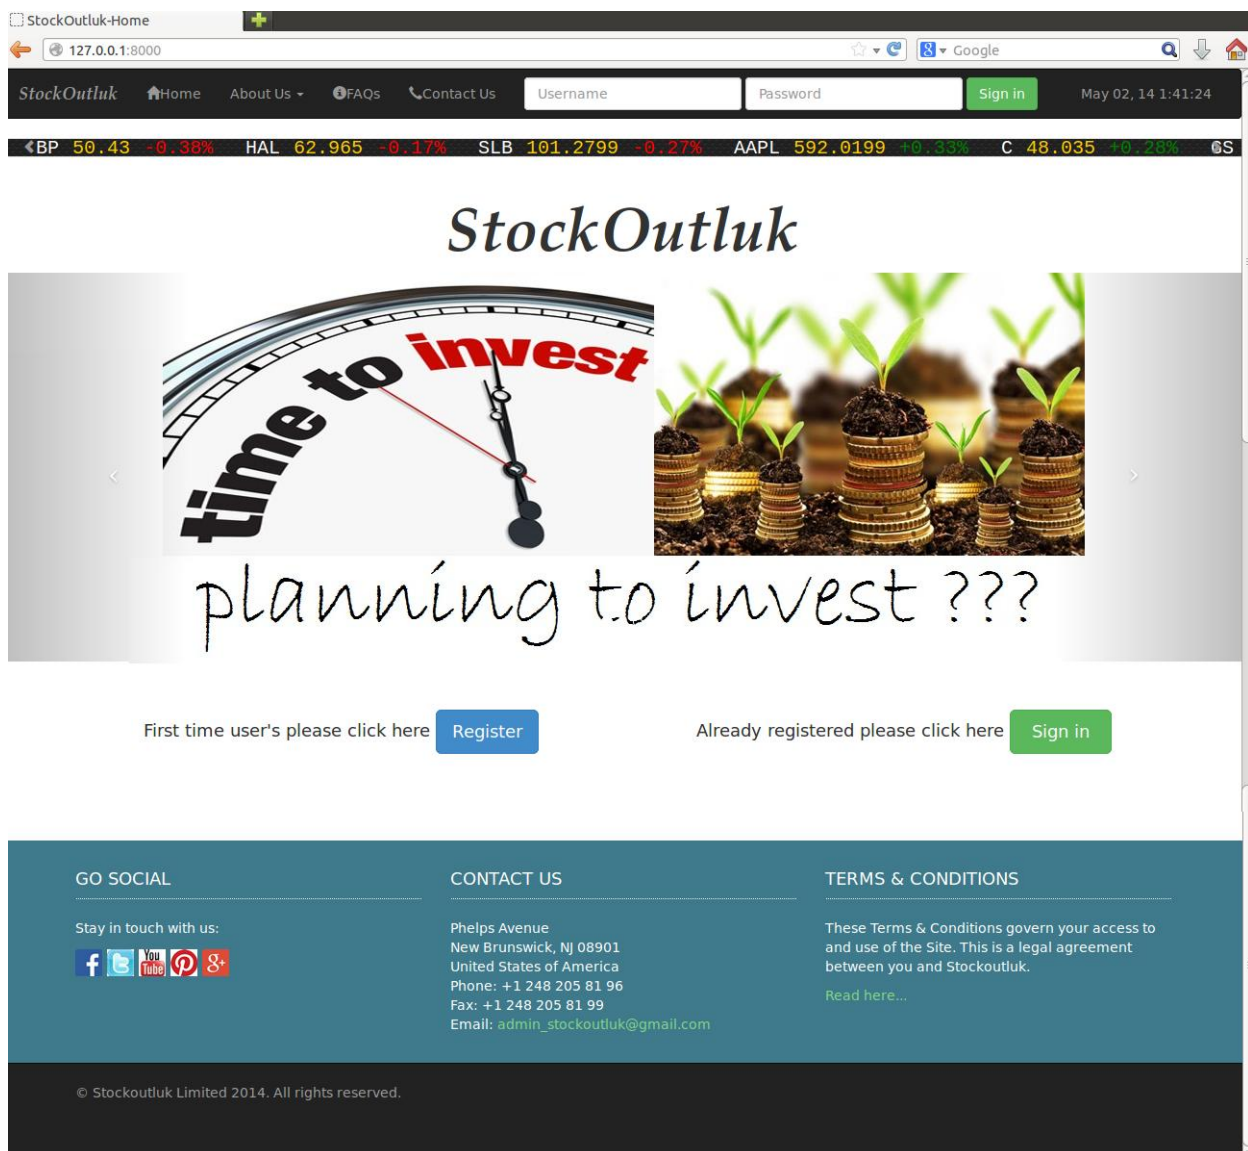 StockOutluk-Home
127.0.0.1:8000
Google
StockOutluk Home About Us FAQs Contact Us Username Password Sign in May 02, 14 1:41:24
BP 50.43 -0.38% HAL 62.965 -0.17% SLB 101.2799 -0.27% AAPL 592.0199 +0.33% C 48.035 +0.28%
StockOutluk
time to invest
planning to invest ???
First time user's please click here Register
Already registered please click here Sign in
GO SOCIAL
Stay in touch with us:
You
Tube
CONTACT US
Phelps Avenue
New Brunswick, NJ 08901
United States of America
Phone: +1 248 205 81 96
Fax: +1 248 205 81 99
Email: admin_stockoutluk@gmail.com
TERMS & CONDITIONS
These Terms & Conditions govern your access to
and use of the Site. This is a legal agreement
between you and Stockoutluk.
Read here...
© Stockoutluk Limited 2014. All rights reserved.